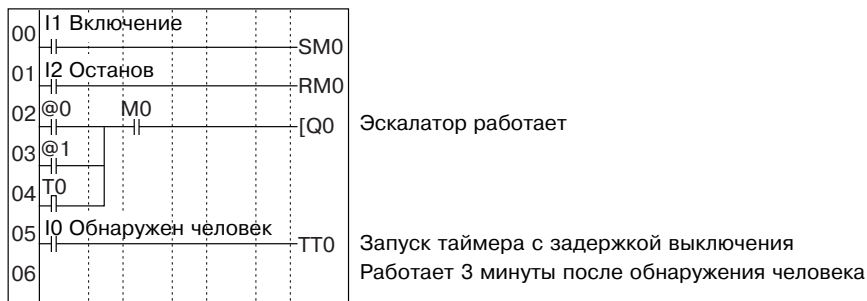 00 I1 Включение SM0
01 I2 Останов RM0
02 @0 M0 [Q0 Эскалатор работает
03 @1
04 T0
05 I0 Обнаружен человек TT0 Запуск таймера с задержкой выключения
06 Работает 3 минуты после обнаружения человека